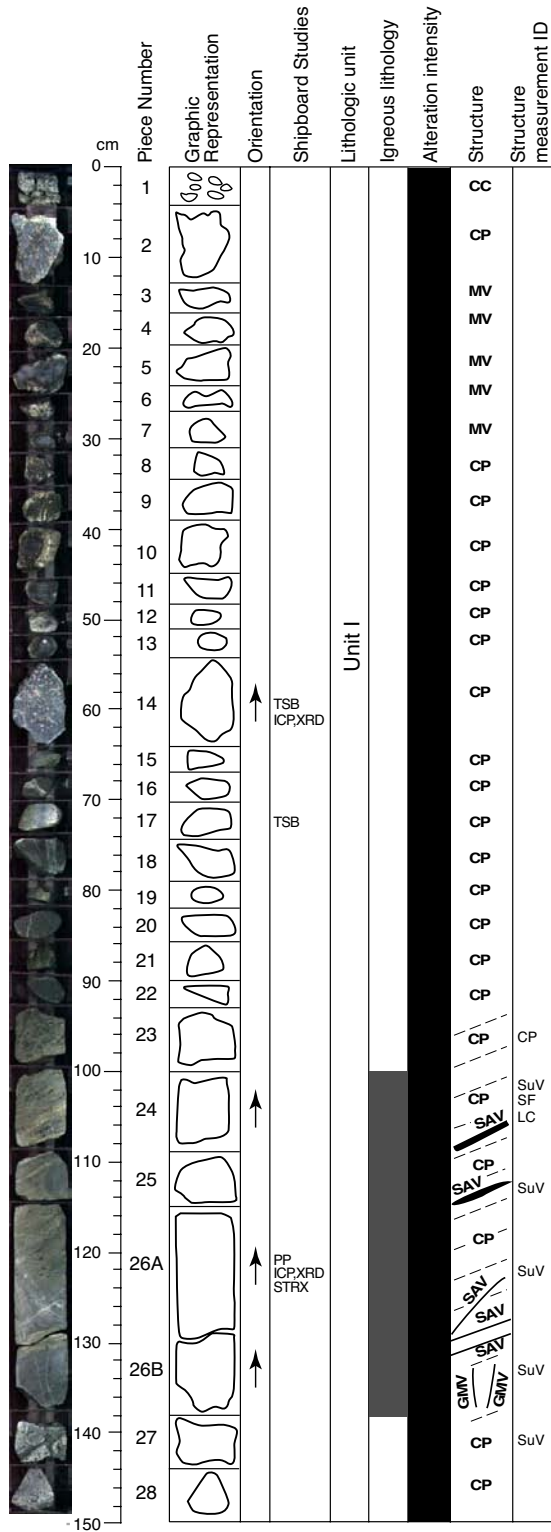 cm
Piece Number
Graphic
Representation
Orientation
Shipboard Studies
Lithologic unit
Igneous lithology
Alteration intensity
Structure
Structure
measurement ID
0
1 CC
2 CP
10
3 MV
4 MV
20
5 MV
6 MV
7 MV
30
8 CP
9 CP
40
10 CP
11 CP
50
12 CP
13 CP
Unit I
14 TSB CP
60 ICP,XRD
15 CP
16 CP
70
17 TSB CP
18 CP
80
19 CP
20 CP
21 CP
90
22 CP
23 CP CP
100
24 CP SuV
SF
SAV LC
110
25 CP
SAV SuV
CP
120
26A PP SuV
ICP,XRD
STRX
SAV
SAV
130
SAV
26B GMV GMV SuV
140
27 CP SuV
28 CP
150